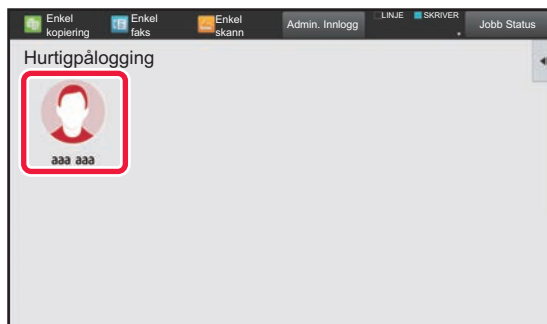 Enkel kopiering
Enkel faks
Enkel skann
Admin. Innlogg
LINJE
SKRIVER
Jobb Status
Hurtigpålogging
aaa aaa